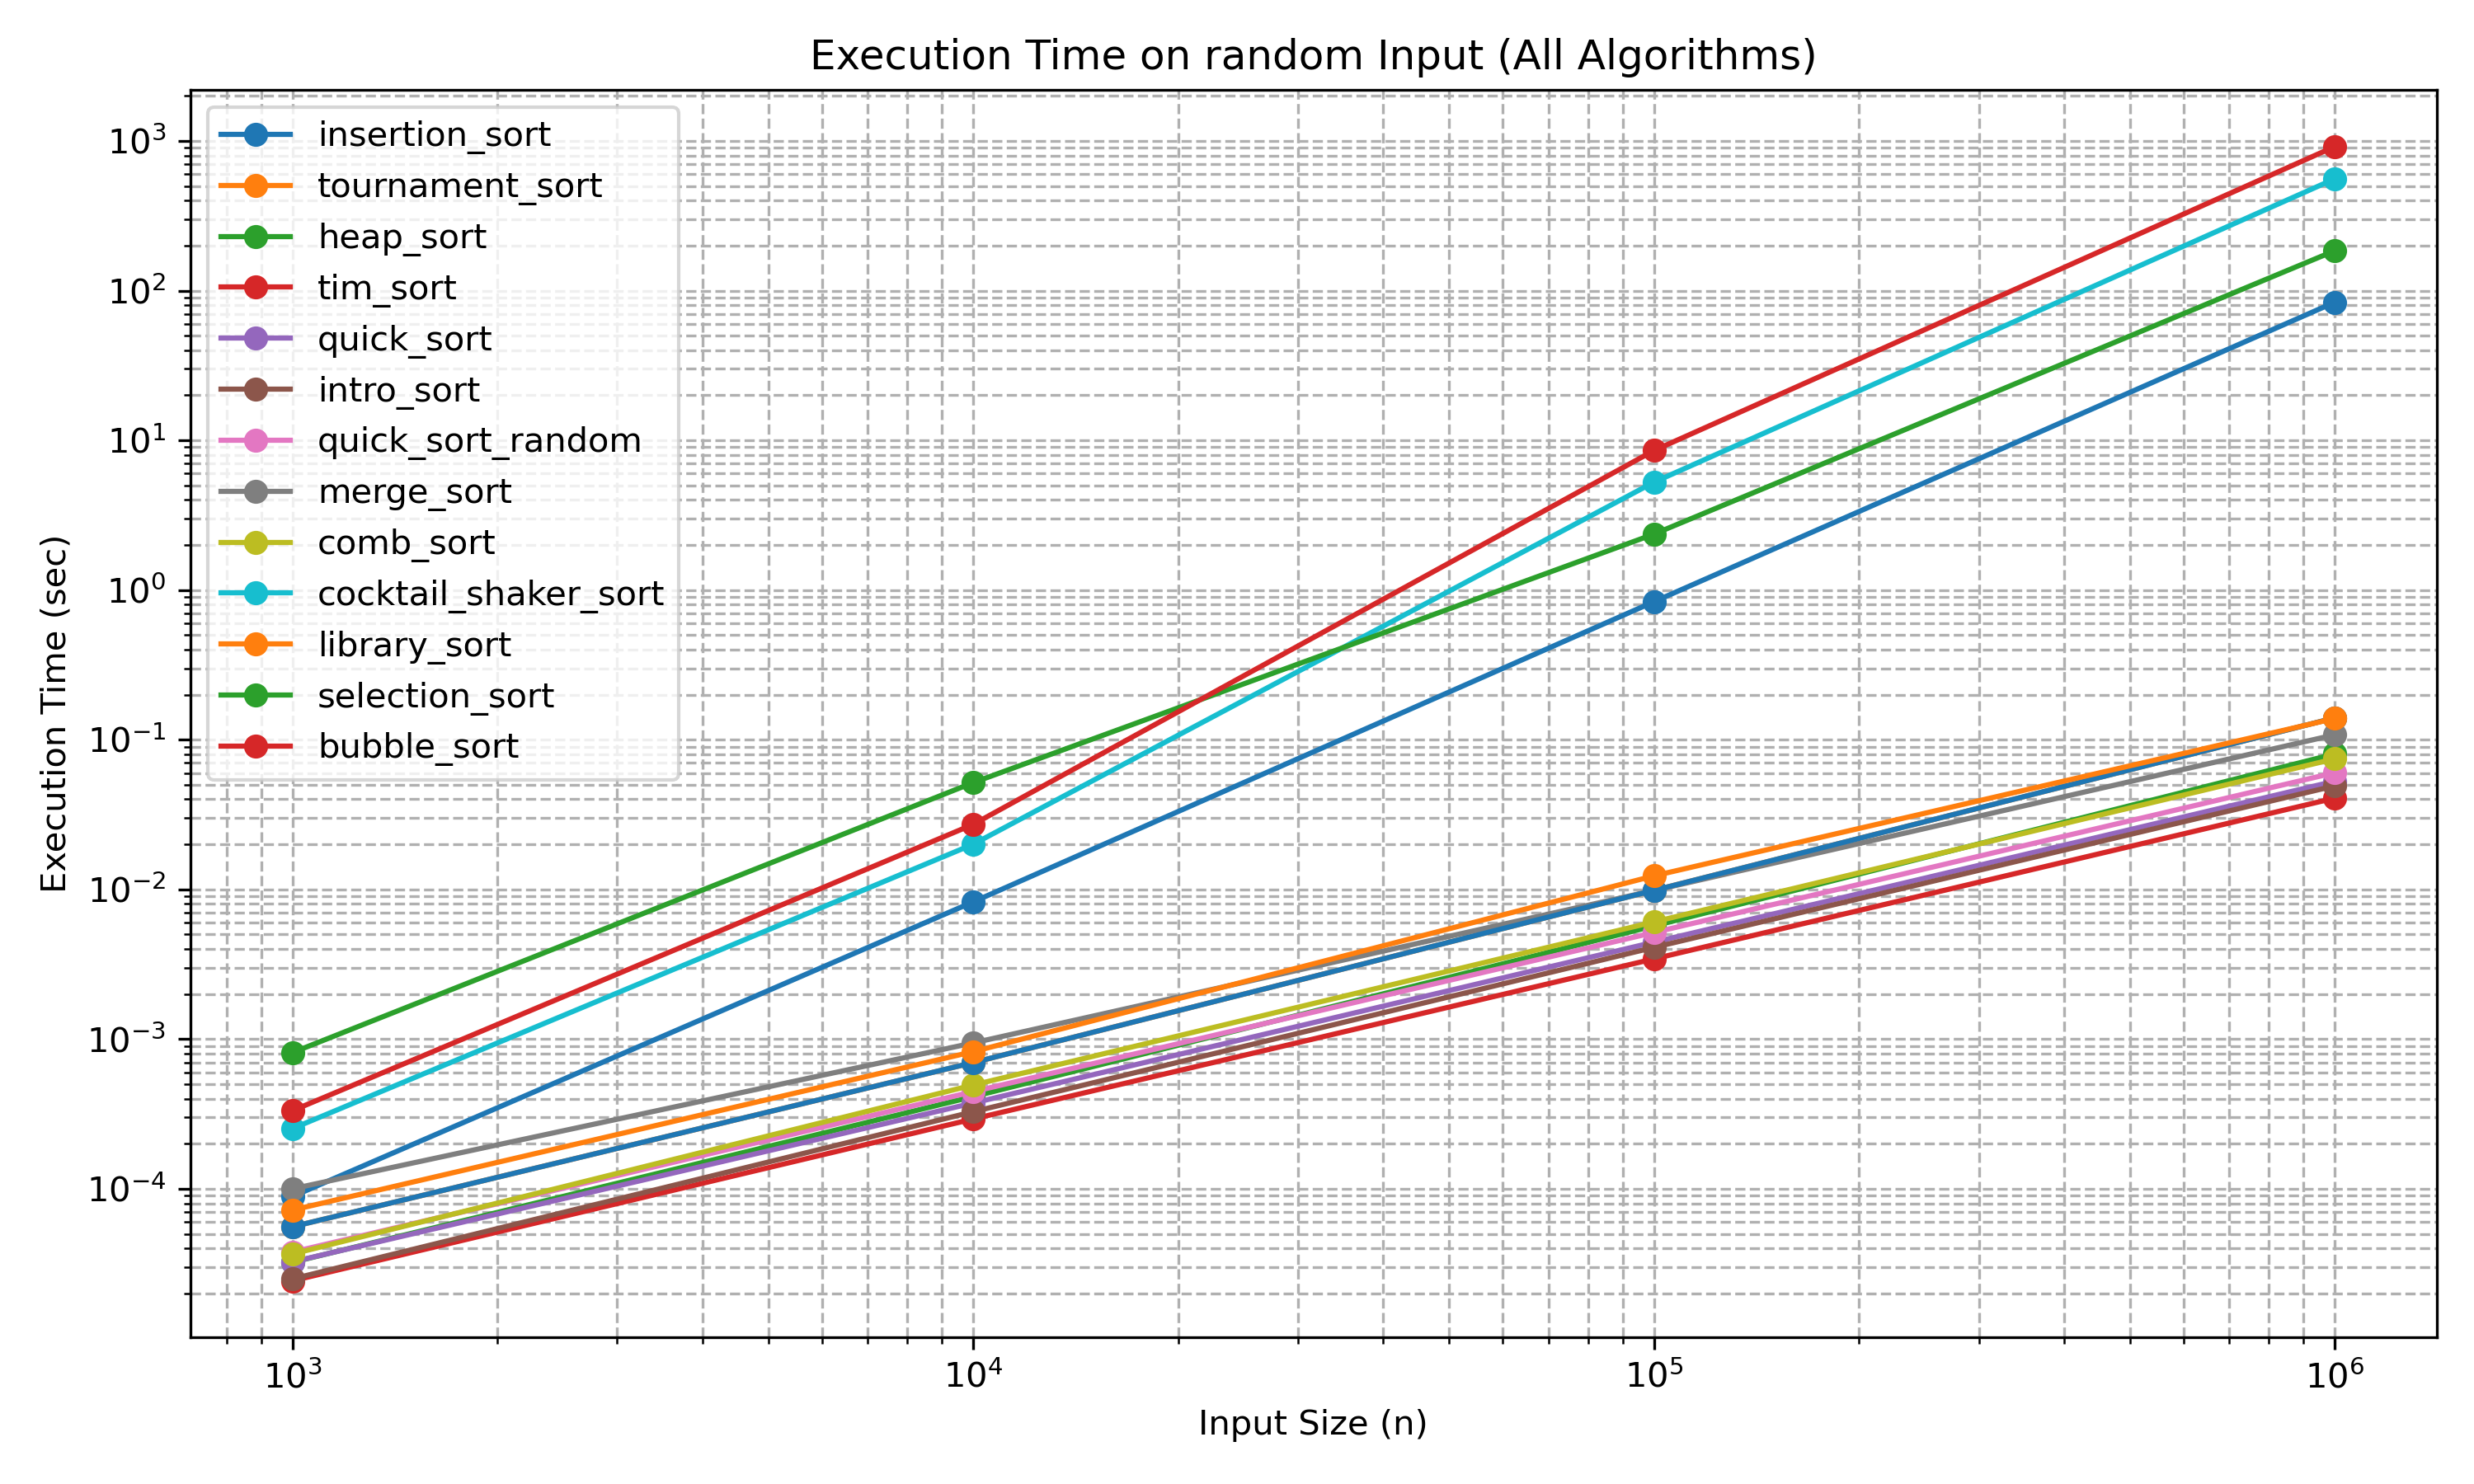 Execution Time on random Input (All Algorithms)
insertion_sort
tournament_sort
heap_sort
tim_sort
quick_sort
intro_sort
quick_sort_random
merge_sort
comb_sort
cocktail_shaker_sort
library_sort
selection_sort
bubble_sort
10³
10²
10¹
10⁰
10⁻¹
10⁻²
10⁻³
10⁻⁴
Execution Time (sec)
10³ 10⁴ 10⁵ 10⁶
Input Size (n)